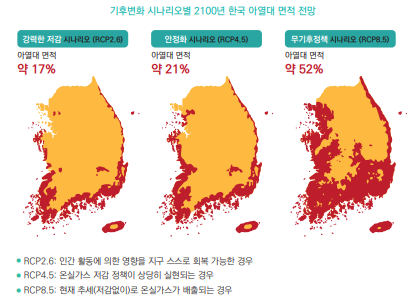 기후변화 시나리오별 2100년 한국 아열대 면적 전망
강력한 저감 시나리오 (RCP2.6)
아열대 면적
약 17%
안정화 시나리오 (RCP4.5)
아열대 면적
약 21%
무기후정책 시나리오 (RCP8.5)
아열대 면적
약 52%
● RCP2.6: 인간 활동에 의한 영향을 지구 스스로 회복 가능한 경우
● RCP4.5: 온실가스 저감 정책이 상당히 실현되는 경우
● RCP8.5: 현재 추세(저감없이)로 온실가스가 배출되는 경우